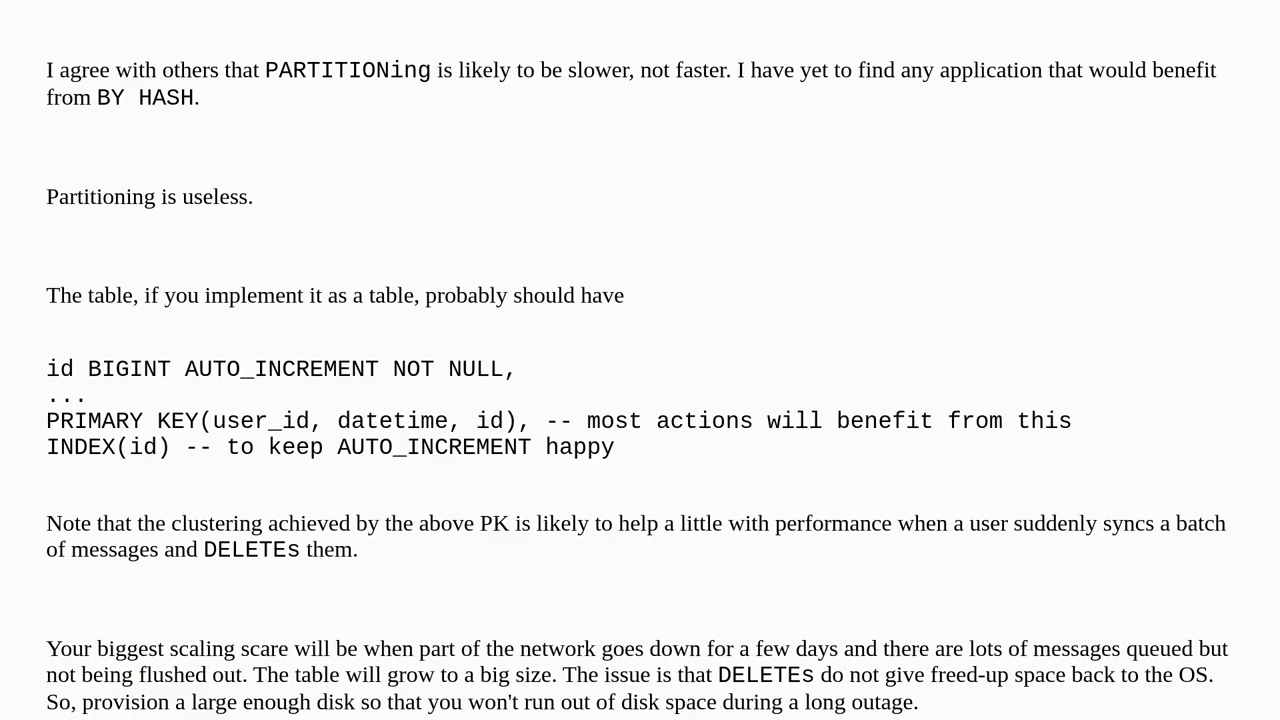 I agree with others that PARTITIONing is likely to be slower, not faster. I have yet to find any application that would benefit
from BY HASH.
Partitioning is useless.
The table, if you implement it as a table, probably should have
id BIGINT AUTO_INCREMENT NOT NULL,
...
PRIMARY KEY(user_id, datetime, id), -- most actions will benefit from this
INDEX(id) -- to keep AUTO_INCREMENT happy
Note that the clustering achieved by the above PK is likely to help a little with performance when a user suddenly syncs a batch
of messages and DELETEs them.
Your biggest scaling scare will be when part of the network goes down for a few days and there are lots of messages queued but
not being flushed out. The table will grow to a big size. The issue is that DELETEs do not give freed-up space back to the OS.
So, provision a large enough disk so that you won't run out of disk space during a long outage.